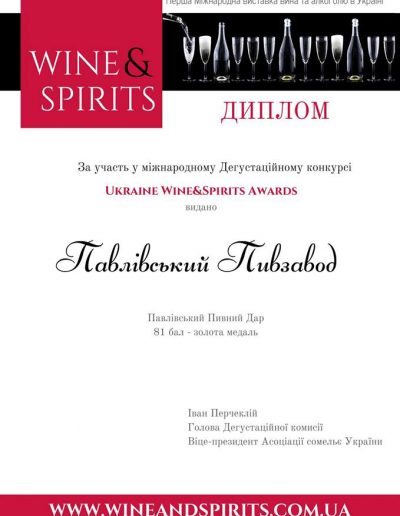 Перша Міжнародна виставка вина та алкоголю в Україні
WINE&
SPIRITS
ДИПЛОМ
За участь у міжнародному Дегустаційному конкурсі
UKRAINE WINE&SPIRITS AWARDS
видано
Павлівський Пивзавод
Павлівський Пивний Дар
81 бал - золота медаль
Іван Перчеклій
Голова Дегустаційної комісії
Віце-президент Асоціації сомельє України
WWW.WINEANDSPIRITS.COM.UA